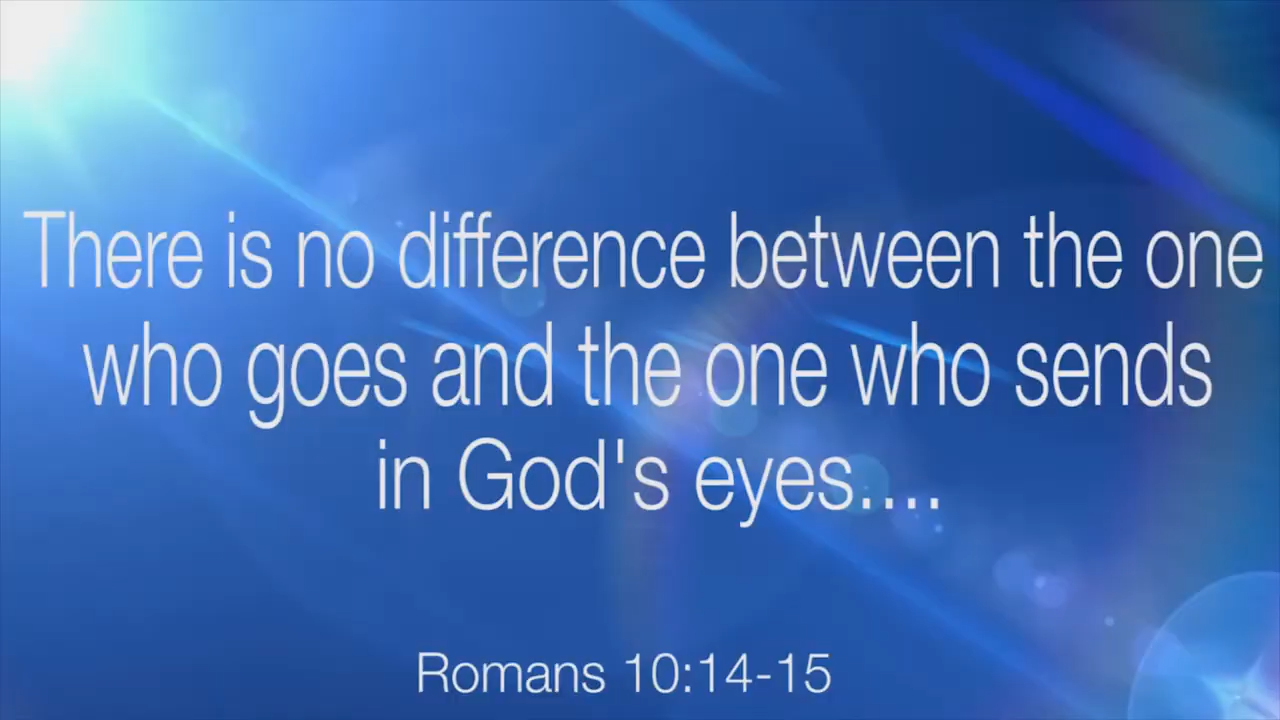 There is no difference between the one
who goes and the one who sends
in God's eyes....
Romans 10:14-15